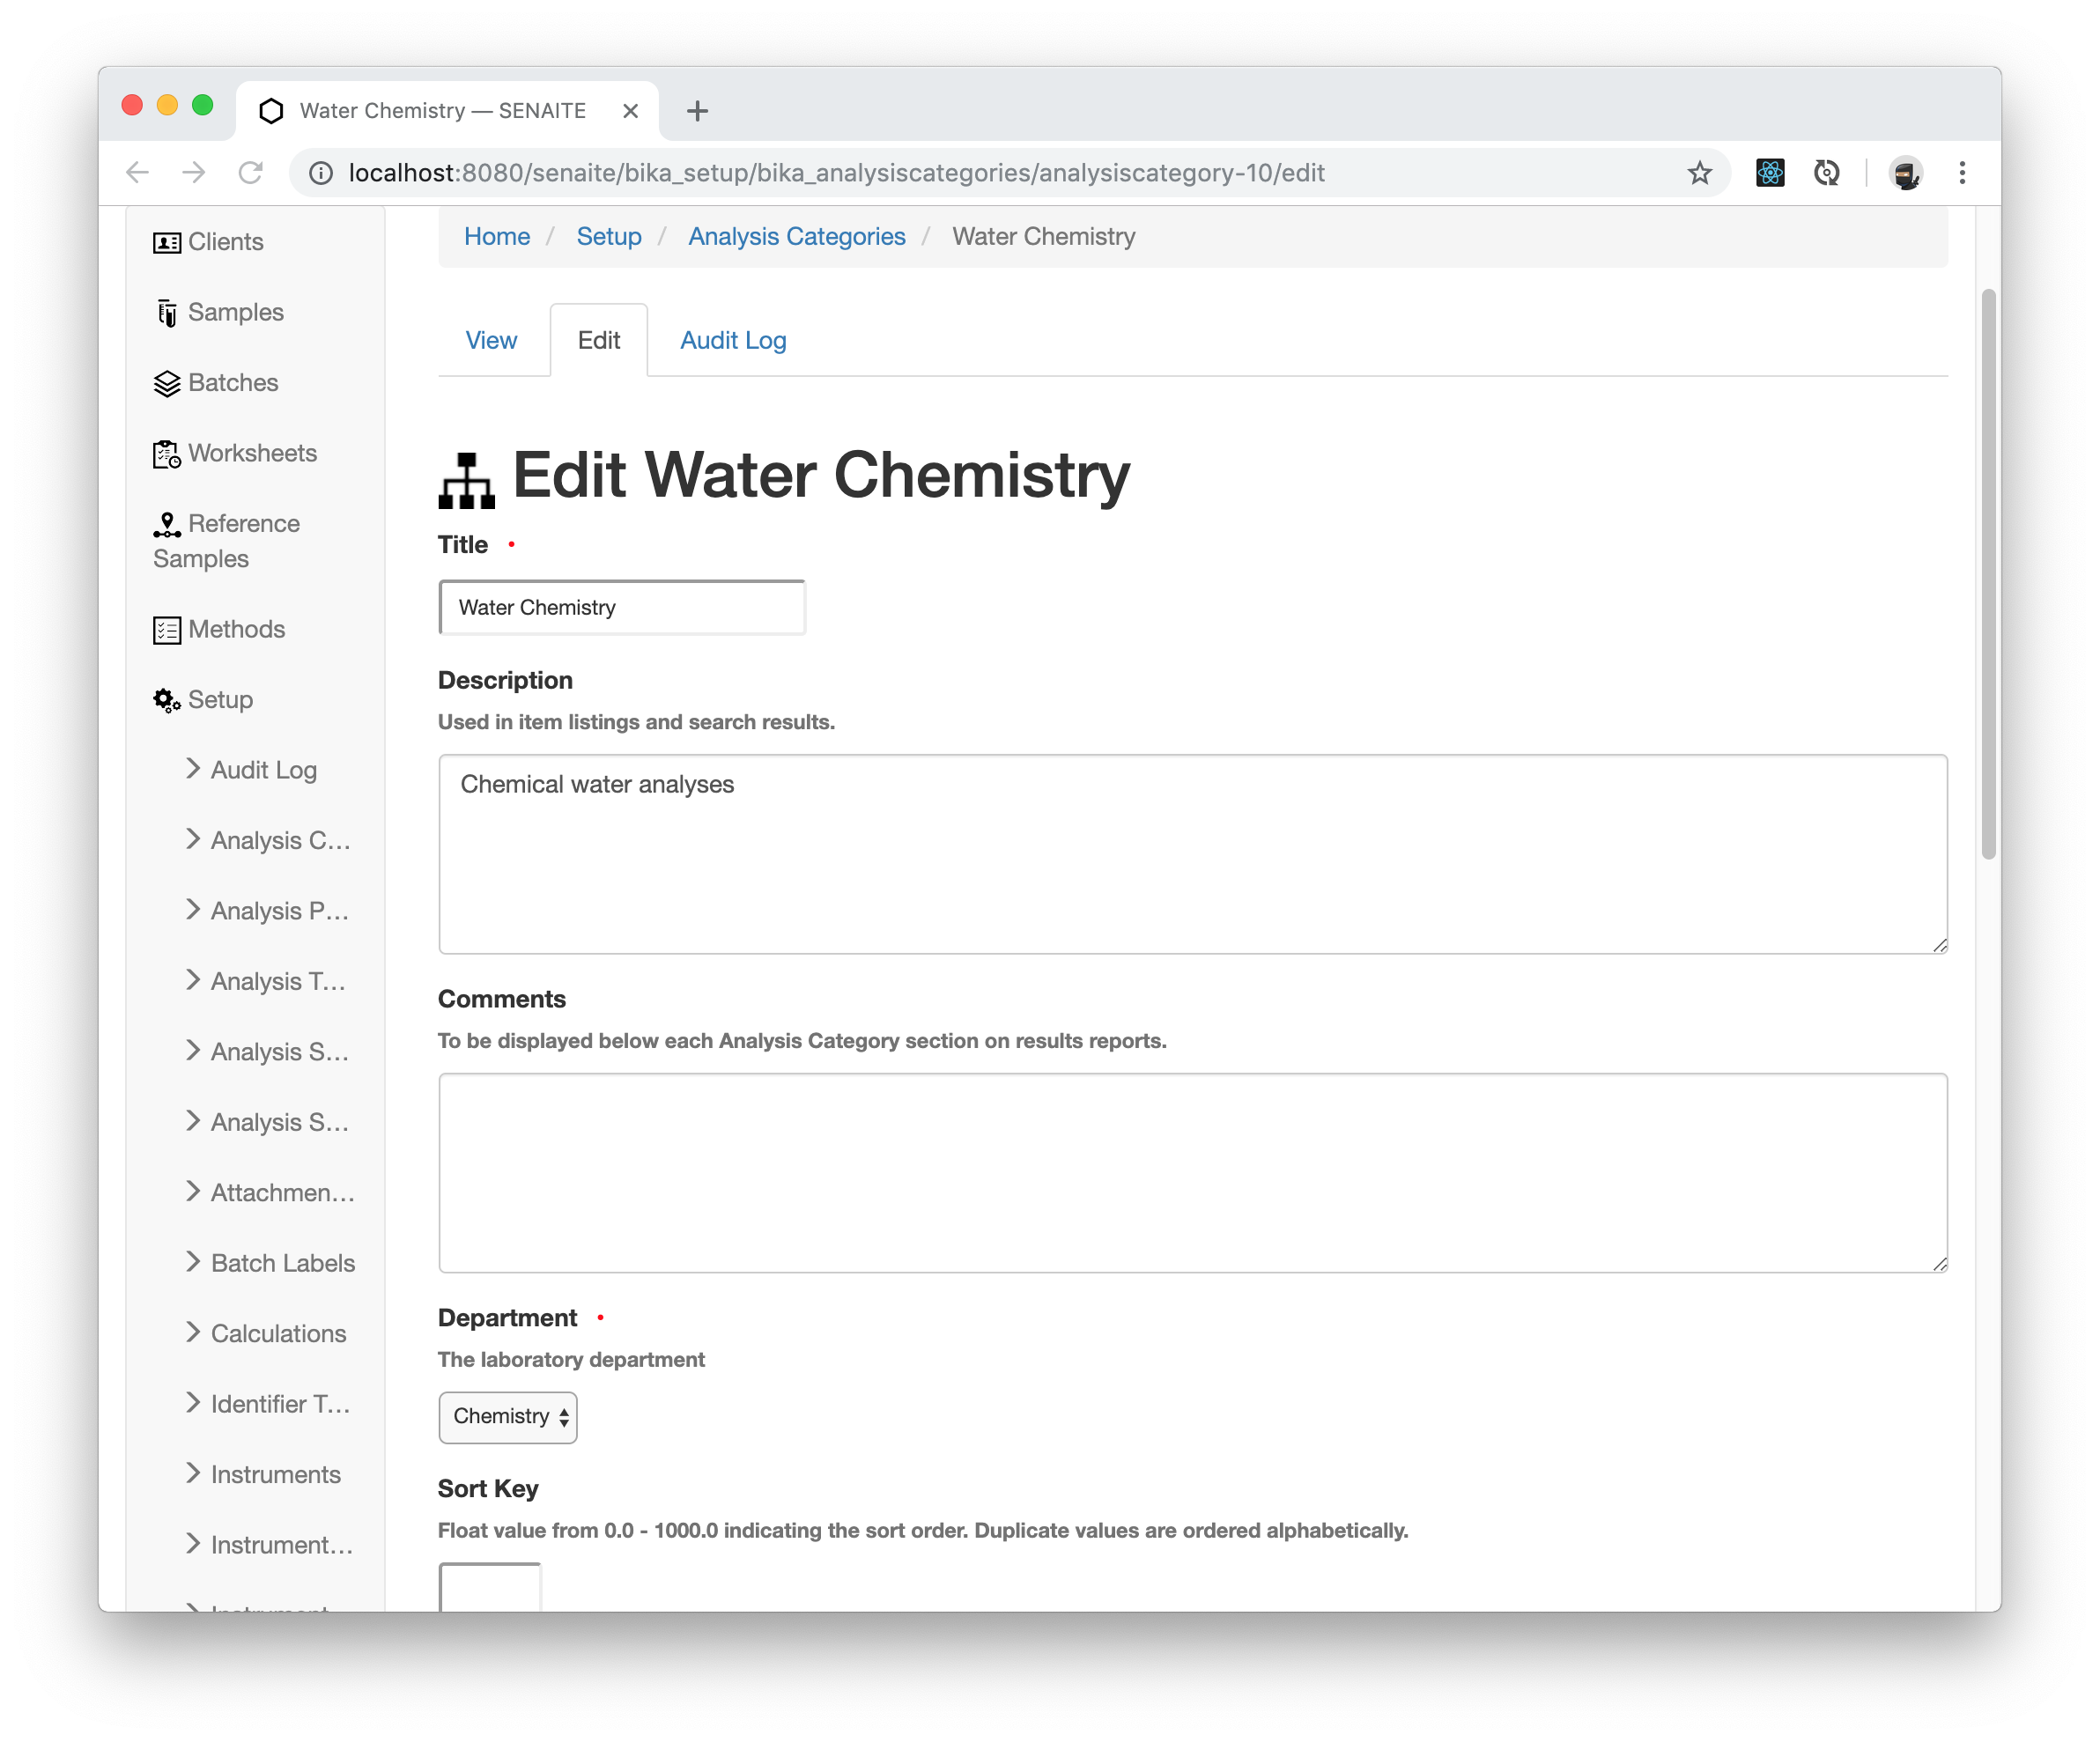 Water Chemistry — SENAITE
localhost:8080/senaite/bika_setup/bika_analysiscategories/analysiscategory-10/edit
Clients
Samples
Batches
Worksheets
Reference
Samples
Methods
Setup
Audit Log
Analysis C...
Analysis P...
Analysis T...
Analysis S...
Analysis S...
Attachmen...
Batch Labels
Calculations
Identifier T...
Instruments
Instrument...
Home / Setup / Analysis Categories / Water Chemistry
View Edit Audit Log
Edit Water Chemistry
Title
Water Chemistry
Description
Used in item listings and search results.
Chemical water analyses
Comments
To be displayed below each Analysis Category section on results reports.
Department
The laboratory department
Chemistry
Sort Key
Float value from 0.0 - 1000.0 indicating the sort order. Duplicate values are ordered alphabetically.